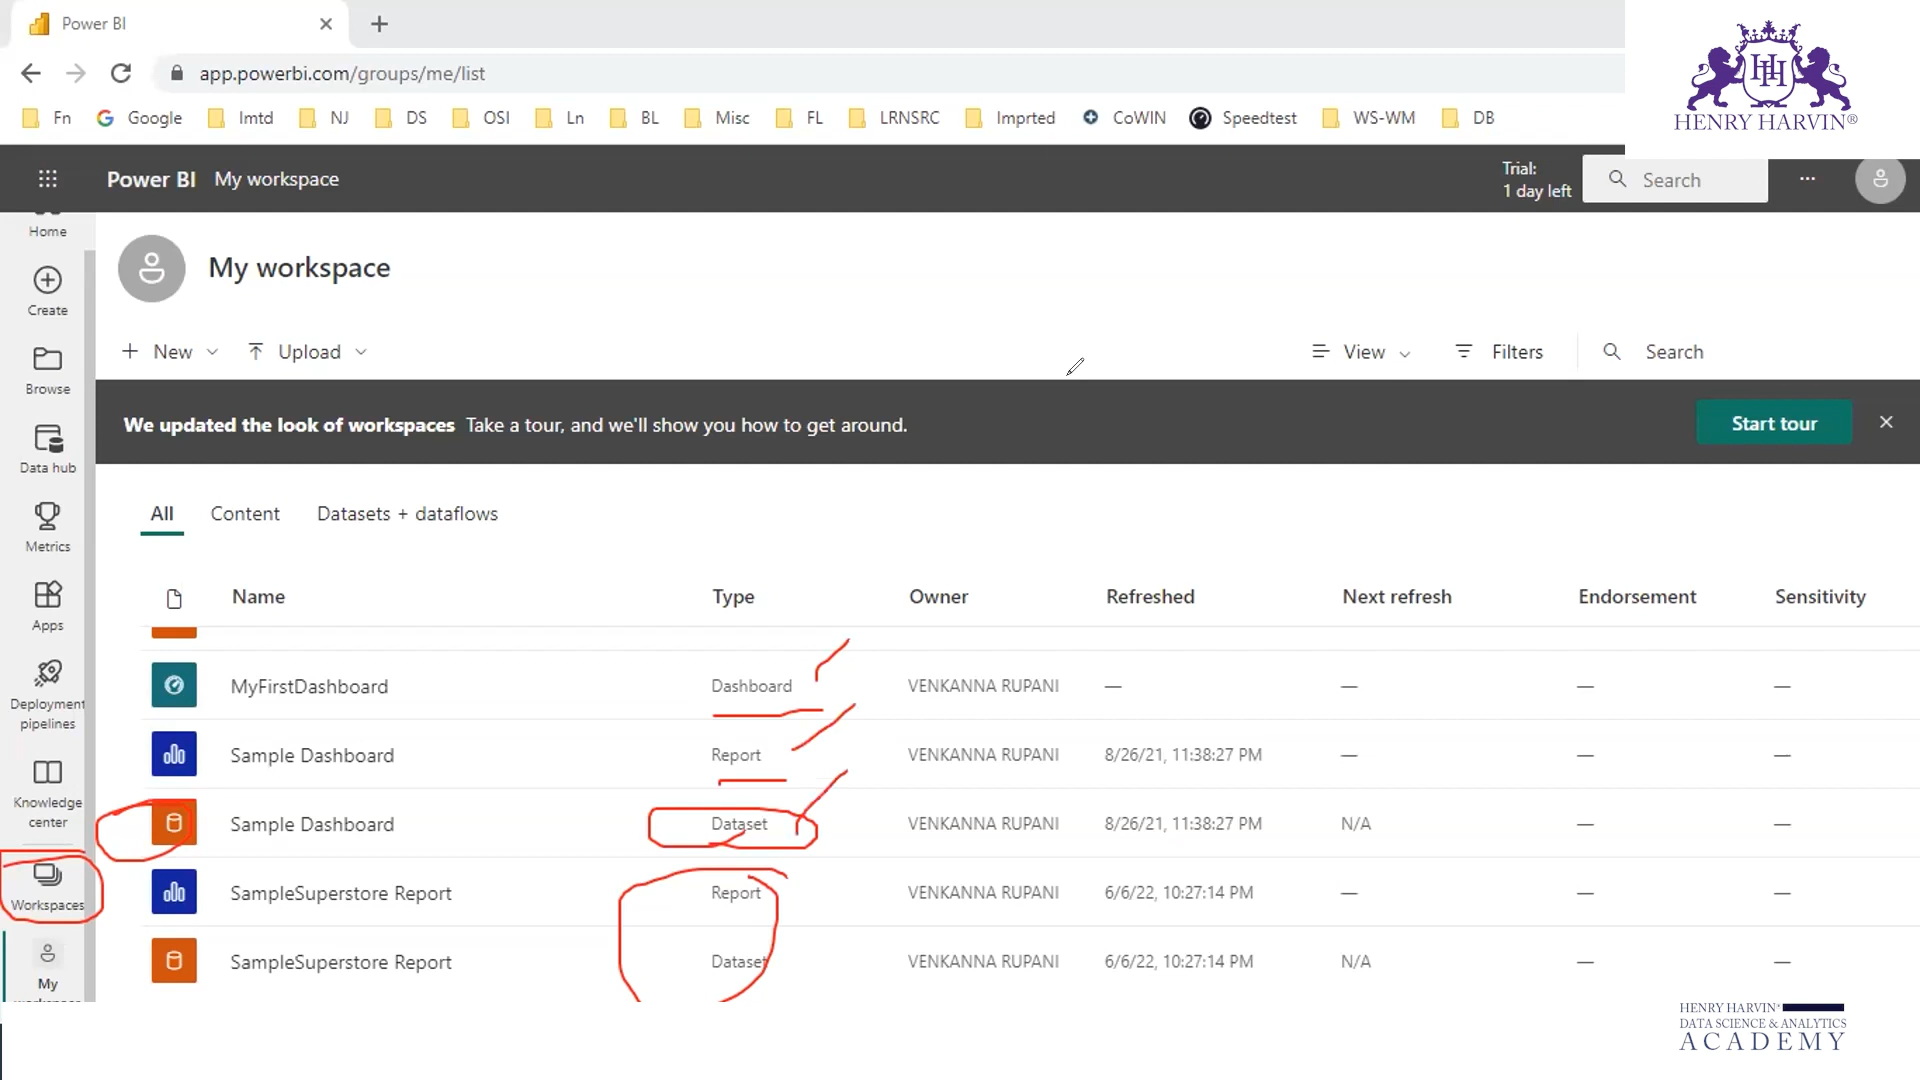 Power BI
app.powerbi.com/groups/me/list
Fn Google Imtd NJ DS OSI Ln BL Misc FL LRNSRC Imprted CoWIN Speedtest WS-WM DB
HENRY HARVIN®
Power BI My workspace Trial: 1 day left Search
Home
Create
Browse
Data hub
Metrics
Apps
Deployment
pipelines
Knowledge
center
Workspaces
My
My workspace
New Upload View Filters Search
We updated the look of workspaces Take a tour, and we'll show you how to get around. Start tour
All Content Datasets + dataflows
Name Type Owner Refreshed Next refresh Endorsement Sensitivity
MyFirstDashboard Dashboard VENKANNA RUPANI — — — —
Sample Dashboard Report VENKANNA RUPANI 8/26/21, 11:38:27 PM — — —
Sample Dashboard Dataset VENKANNA RUPANI 8/26/21, 11:38:27 PM N/A — —
SampleSuperstore Report Report VENKANNA RUPANI 6/6/22, 10:27:14 PM — — —
SampleSuperstore Report Dataset VENKANNA RUPANI 6/6/22, 10:27:14 PM N/A — —
HENRY HARVIN®
DATA SCIENCE & ANALYTICS
ACADEMY